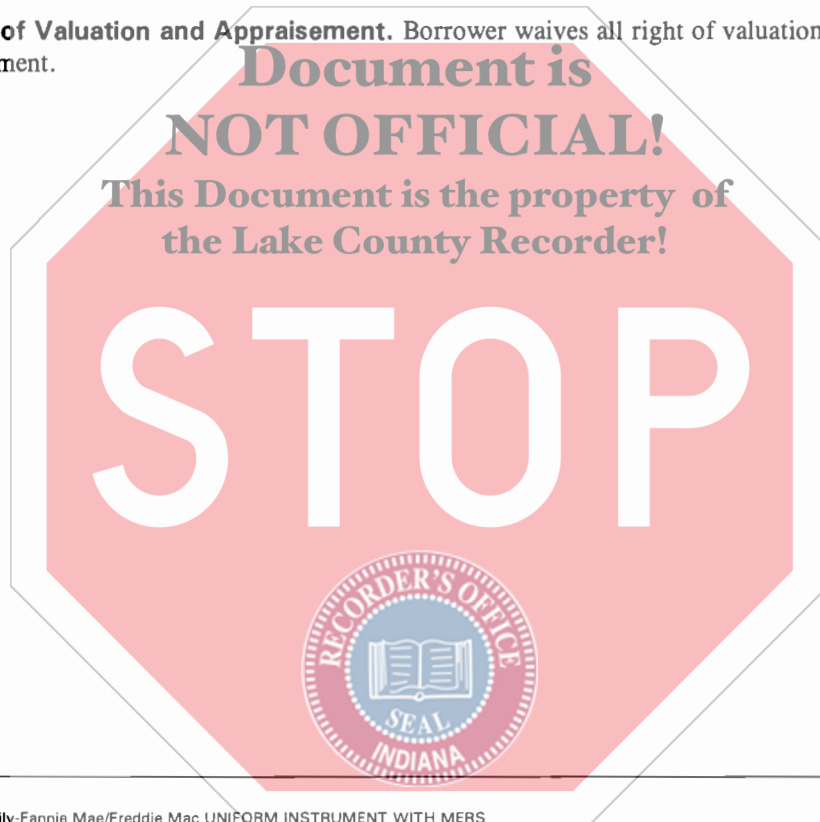 of Valuation and Appraisement. Borrower waives all right of valuation
ment.
Document is
NOT OFFICIAL!
This Document is the property of
the Lake County Recorder!
STOP
RECORDER'S OFFICE
SEAL
INDIANA
ily-Fannie Mae/Freddie Mac UNIFORM INSTRUMENT WITH MERS